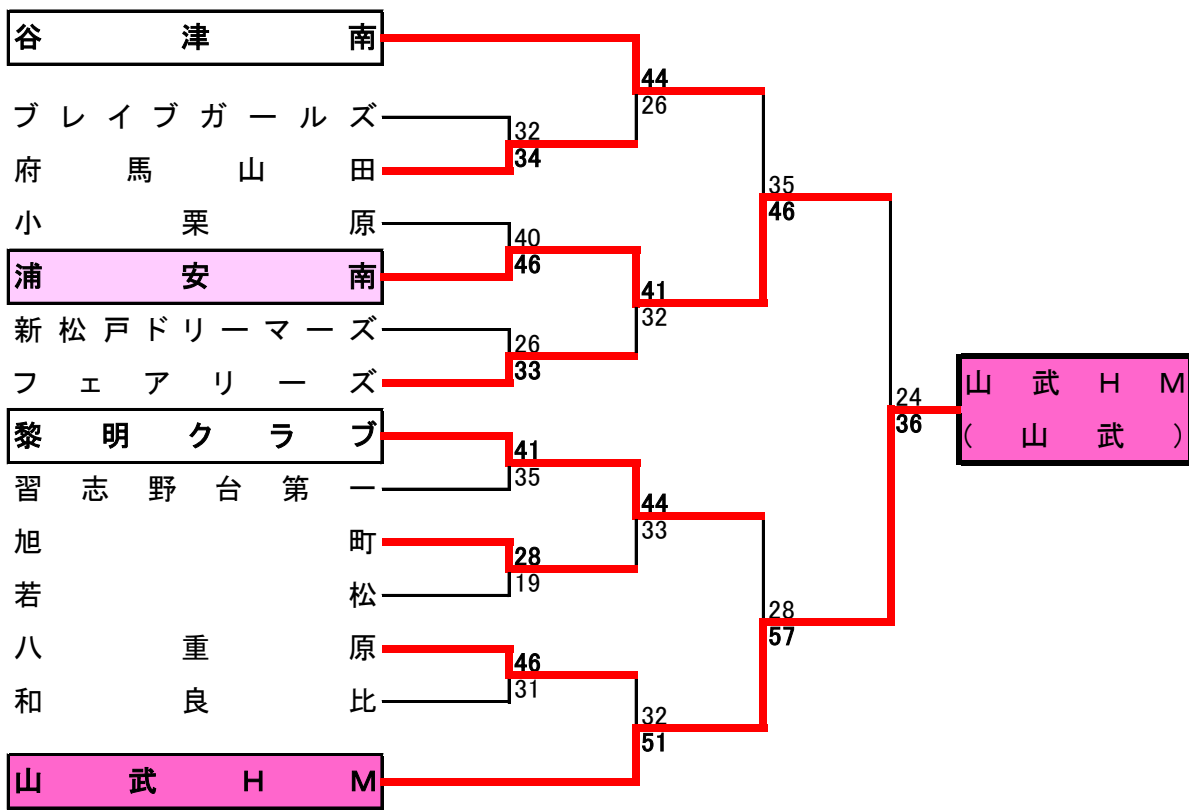 谷津南
44
26
ブレイブガールズ
32
34
府馬山田
35
46
小栗原
40
46
浦安南
41
32
新松戸ドリーマーズ
26
33
フェアリーズ
山武HM
(山武)
24
36
黎明クラブ
41
35
習志野台第一
44
33
旭町
28
19
若松
28
57
八重原
46
31
和良比
32
51
山武HM